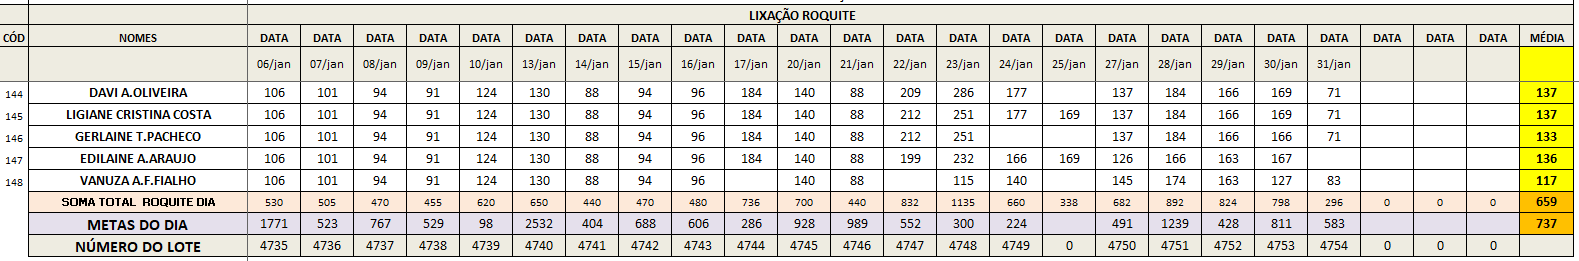 LIXAÇÃO ROQUITE
CÓD NOMES DATA DATA DATA DATA DATA DATA DATA DATA DATA DATA DATA DATA DATA DATA DATA DATA DATA DATA DATA DATA DATA DATA DATA DATA MÉDIA
06/jan 07/jan 08/jan 09/jan 10/jan 13/jan 14/jan 15/jan 16/jan 17/jan 20/jan 21/jan 22/jan 23/jan 24/jan 25/jan 27/jan 28/jan 29/jan 30/jan 31/jan
144 DAVI A.OLIVEIRA 106 101 94 91 124 130 88 94 96 184 140 88 209 286 177 137 184 166 169 71 137
145 LIGIANE CRISTINA COSTA 106 101 94 91 124 130 88 94 96 184 140 88 212 251 177 169 137 184 166 169 71 137
146 GERLAINE T.PACHECO 106 101 94 91 124 130 88 94 96 184 140 88 212 251 137 184 166 166 71 133
147 EDILAINE A.ARAUJO 106 101 94 91 124 130 88 94 96 184 140 88 199 232 166 169 126 166 163 167 136
148 VANUZA A.F.FIALHO 106 101 94 91 124 130 88 94 96 140 88 115 140 145 174 163 127 83 117
SOMA TOTAL ROQUITE DIA 530 505 470 455 620 650 440 470 480 736 700 440 832 1135 660 338 682 892 824 798 296 0 0 0 659
METAS DO DIA 1771 523 767 529 98 2532 404 688 606 286 928 989 552 300 224 491 1239 428 811 583 737
NÚMERO DO LOTE 4735 4736 4737 4738 4739 4740 4741 4742 4743 4744 4745 4746 4747 4748 4749 0 4750 4751 4752 4753 4754 0 0 0